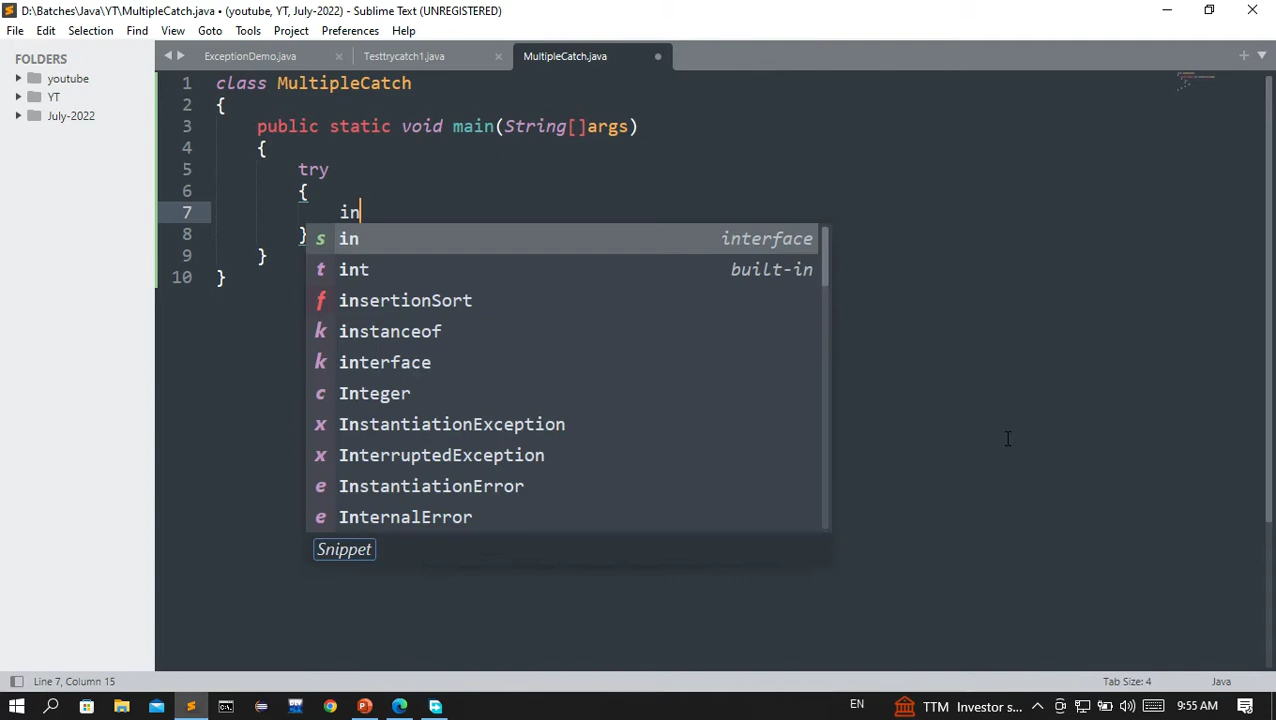 D:\Batches\Java\YT\MultipleCatch.java • (youtube, YT, July-2022) - Sublime Text (UNREGISTERED)
File Edit Selection Find View Goto Tools Project Preferences Help
FOLDERS
youtube
YT
July-2022
ExceptionDemo.java Testtrycatch1.java MultipleCatch.java
1 class MultipleCatch
2 {
3 public static void main(String[]args)
4 {
5 try
6 {
7 in
8 }
9 }
10 }
s in interface
t int built-in
f insertionSort
k instanceof
k interface
c Integer
x InstantiationException
x InterruptedException
e InstantiationError
e InternalError
Snippet
Line 7, Column 15 Tab Size: 4 Java
EN TTM Investor s... 9:55 AM